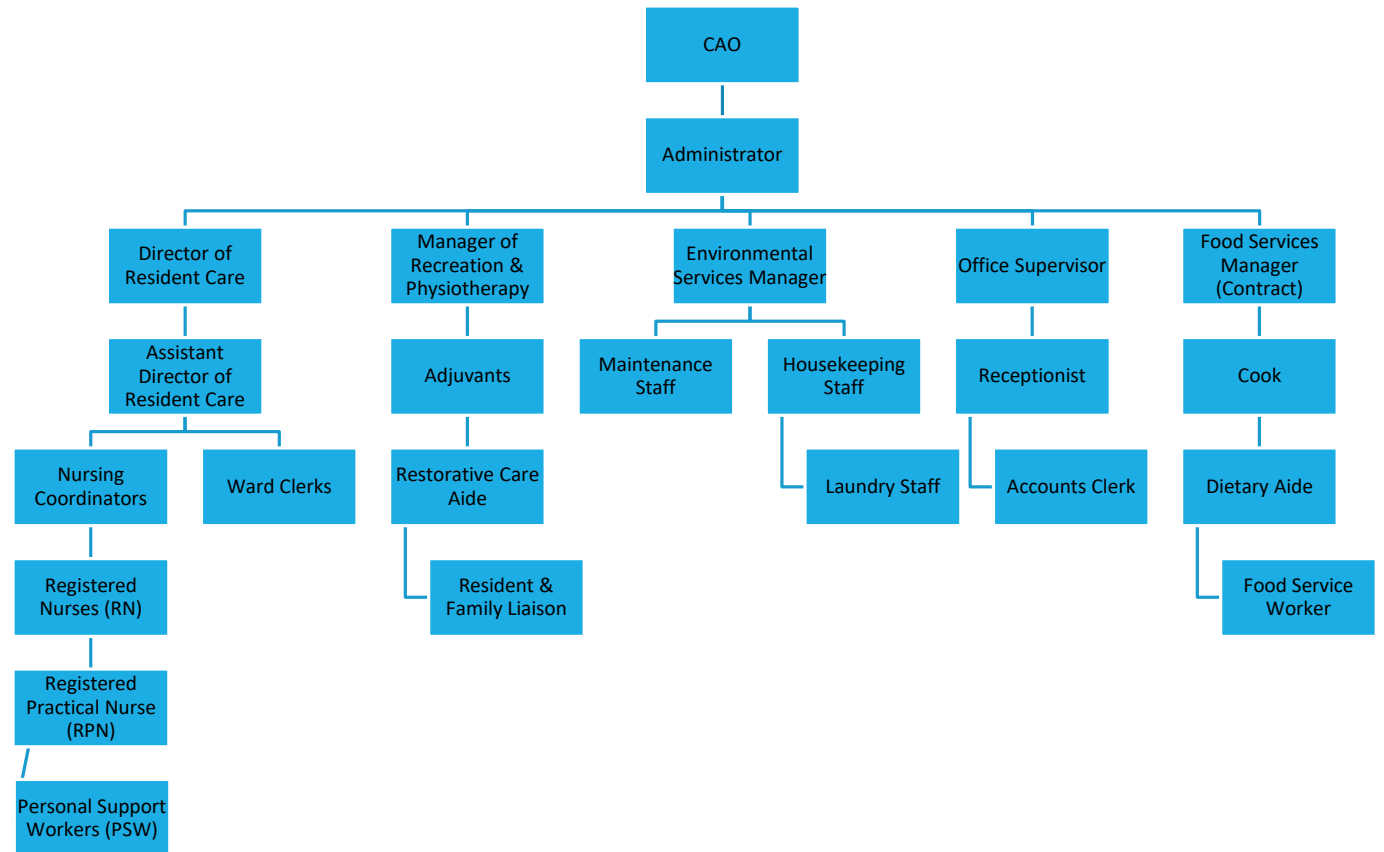 CAO
Administrator
Director of
Resident Care
Manager of
Recreation &
Physiotherapy
Environmental
Services Manager
Office Supervisor
Food Services
Manager
(Contract)
Assistant
Director of
Resident Care
Adjuvants
Maintenance
Staff
Housekeeping
Staff
Receptionist
Cook
Nursing
Coordinators
Ward Clerks
Restorative Care
Aide
Laundry Staff
Accounts Clerk
Dietary Aide
Registered
Nurses (RN)
Resident &
Family Liaison
Food Service
Worker
Registered
Practical Nurse
(RPN)
Personal Support
Workers (PSW)